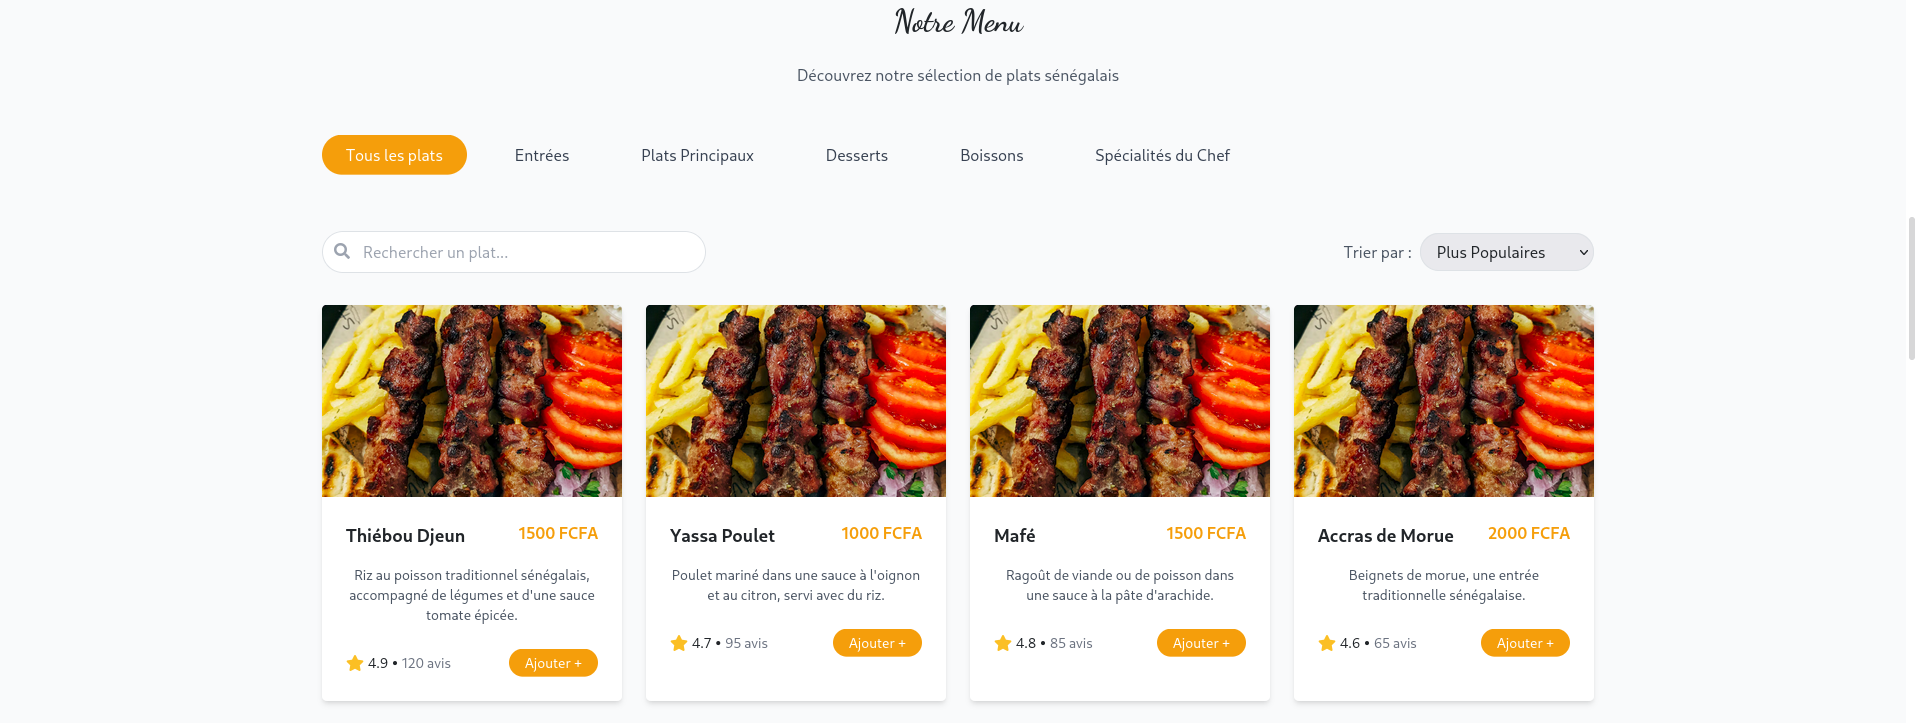 Notre Menu
Découvrez notre sélection de plats sénégalais
Tous les plats Entrées Plats Principaux Desserts Boissons Spécialités du Chef
Rechercher un plat...
Trier par : Plus Populaires
Thiébou Djeun 1500 FCFA
Riz au poisson traditionnel sénégalais,
accompagné de légumes et d'une sauce
tomate épicée.
4.9 • 120 avis Ajouter +
Yassa Poulet 1000 FCFA
Poulet mariné dans une sauce à l'oignon
et au citron, servi avec du riz.
4.7 • 95 avis Ajouter +
Mafé 1500 FCFA
Ragoût de viande ou de poisson dans
une sauce à la pâte d'arachide.
4.8 • 85 avis Ajouter +
Accras de Morue 2000 FCFA
Beignets de morue, une entrée
traditionnelle sénégalaise.
4.6 • 65 avis Ajouter +